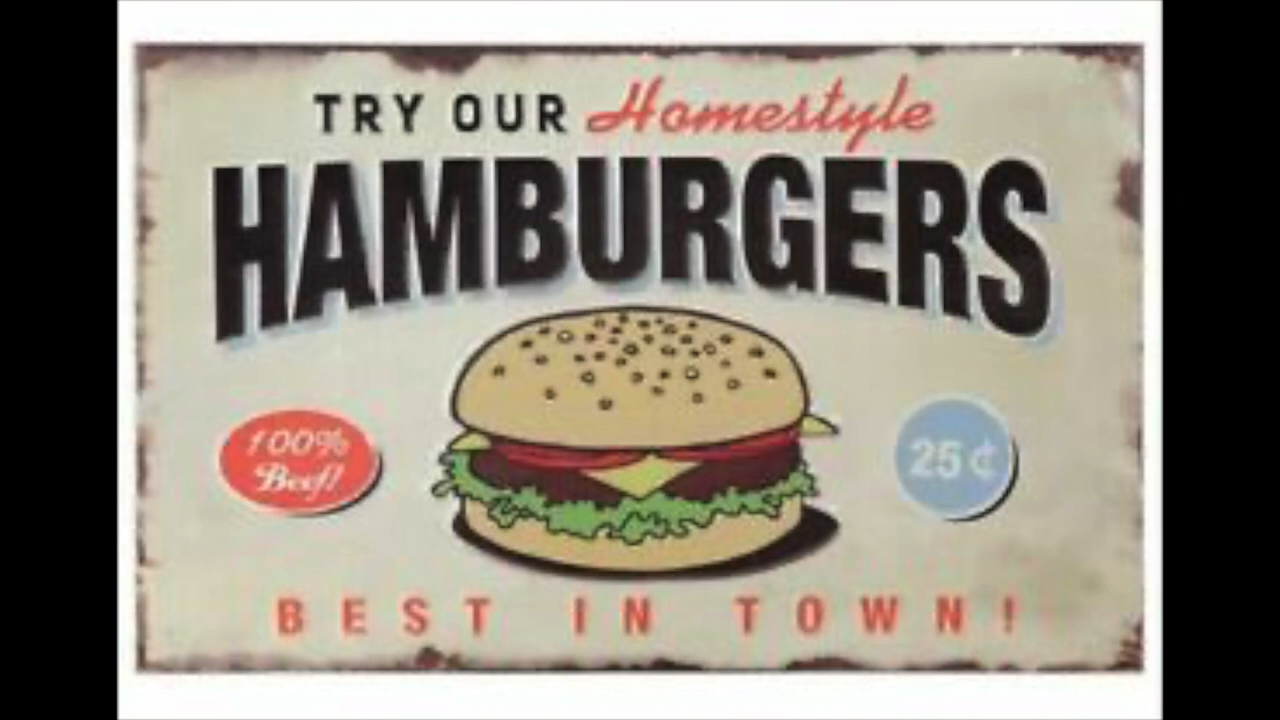 TRY OUR Homestyle
HAMBURGERS
100%
Beef!
25¢
BEST IN TOWN!